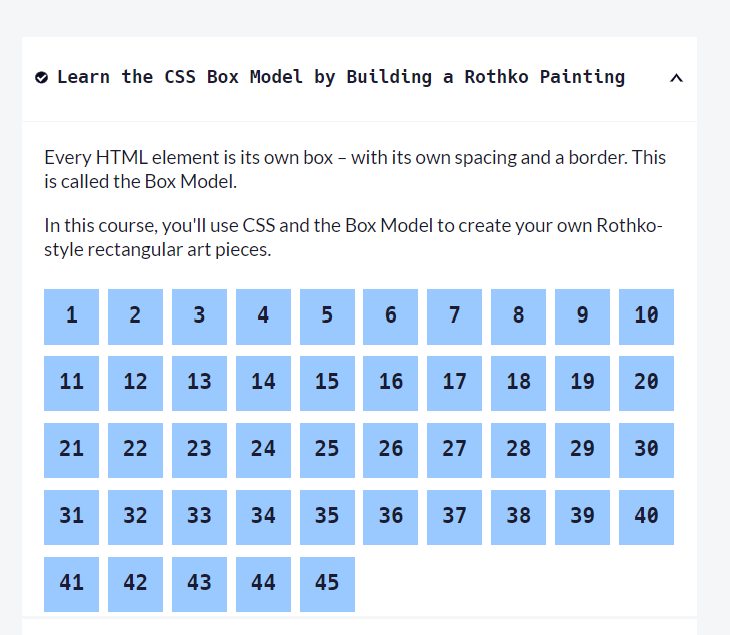 Learn the CSS Box Model by Building a Rothko Painting
Every HTML element is its own box – with its own spacing and a border. This
is called the Box Model.
In this course, you'll use CSS and the Box Model to create your own Rothko-
style rectangular art pieces.
1 2 3 4 5 6 7 8 9 10
11 12 13 14 15 16 17 18 19 20
21 22 23 24 25 26 27 28 29 30
31 32 33 34 35 36 37 38 39 40
41 42 43 44 45